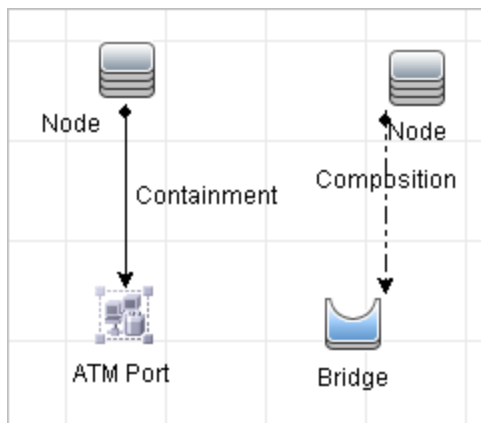 Node
Node
Containment
Composition
ATM Port
Bridge